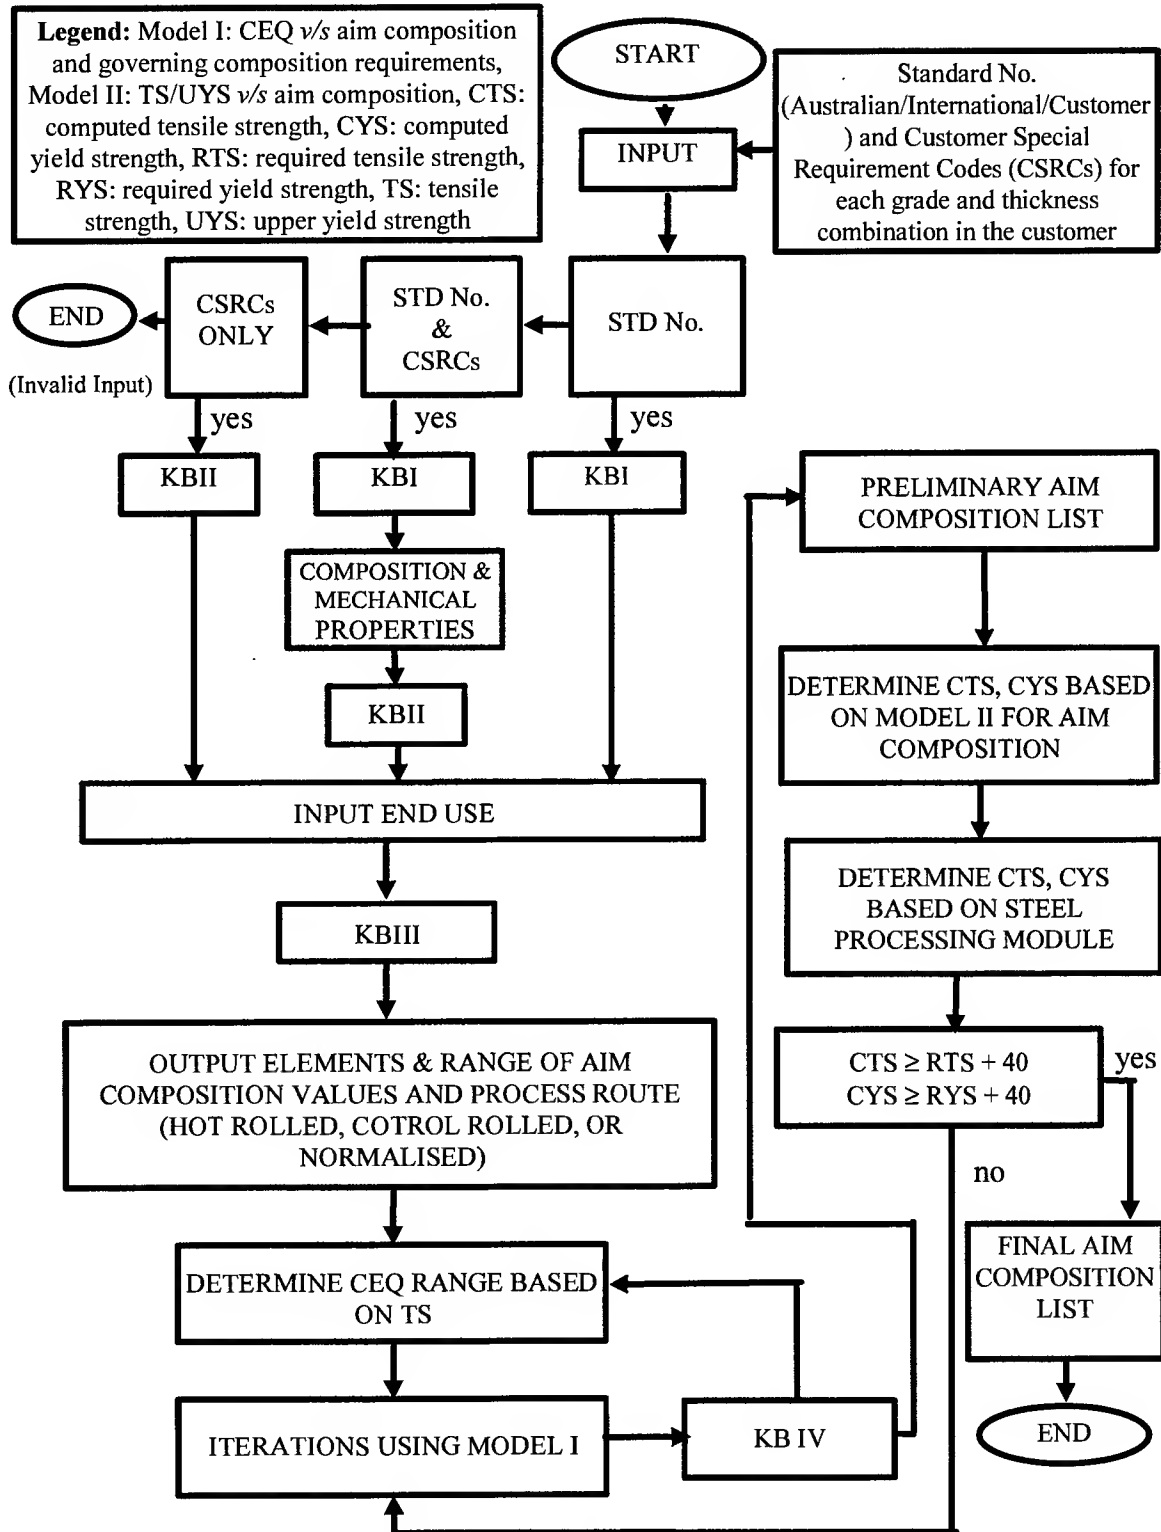 Legend: Model I: CEQ v/s aim composition
and governing composition requirements,
Model II: TS/UYS v/s aim composition, CTS:
computed tensile strength, CYS: computed
yield strength, RTS: required tensile strength,
RYS: required yield strength, TS: tensile
strength, UYS: upper yield strength
START
INPUT
Standard No.
(Australian/International/Customer
) and Customer Special
Requirement Codes (CSRCs) for
each grade and thickness
combination in the customer
END
(Invalid Input)
CSRCs
ONLY
STD No.
&
CSRCs
STD No.
yes
yes
yes
KBII
KBI
KBI
COMPOSITION &
MECHANICAL
PROPERTIES
KBII
INPUT END USE
KBIII
OUTPUT ELEMENTS & RANGE OF AIM
COMPOSITION VALUES AND PROCESS ROUTE
(HOT ROLLED, COTROL ROLLED, OR
NORMALISED)
DETERMINE CEQ RANGE BASED
ON TS
ITERATIONS USING MODEL I
KB IV
PRELIMINARY AIM
COMPOSITION LIST
DETERMINE CTS, CYS BASED
ON MODEL II FOR AIM
COMPOSITION
DETERMINE CTS, CYS
BASED ON STEEL
PROCESSING MODULE
CTS ≥ RTS + 40
CYS ≥ RYS + 40
yes
no
FINAL AIM
COMPOSITION
LIST
END